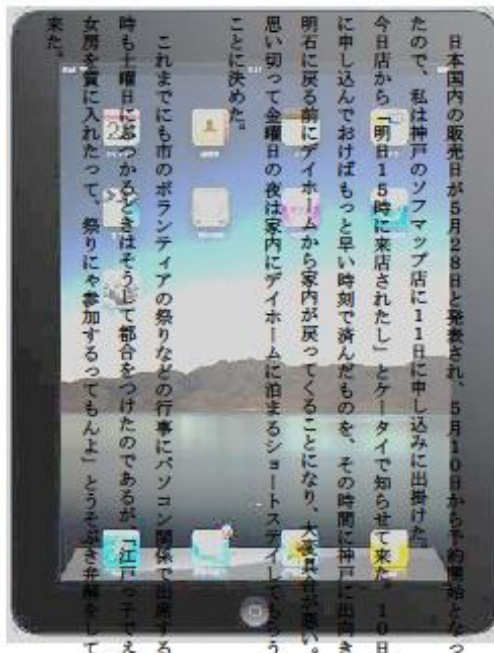 日本国内の販売日が5月28日と発表され、5月10日から予約開始となっ
たので、私は神戸のソフマップ店に11日に申し込みに出掛けた。
今日店から「明日15時に来店されたし」とケータイで知らせて来た。10日
に申し込んでおけばもっと早い時刻で済んだものを、その時間に神戸に出向き
明石に戻る前にデイホームから家内が戻ってくることになり、大変具合が悪い。
思い切って金曜日の夜は家内にデイホームに泊まるショートステイしてもらう
ことに決めた。
これまでにも市のボランティアの祭りなどの行事にパソコン関係で出席する
時も土曜日にぶつかるときはそうして都合をつけたのであるが、「江戸っ子でえ
女房を質に入れたって、祭りにゃ参加するってもんよ」とうそぶき弁解をして
来た。